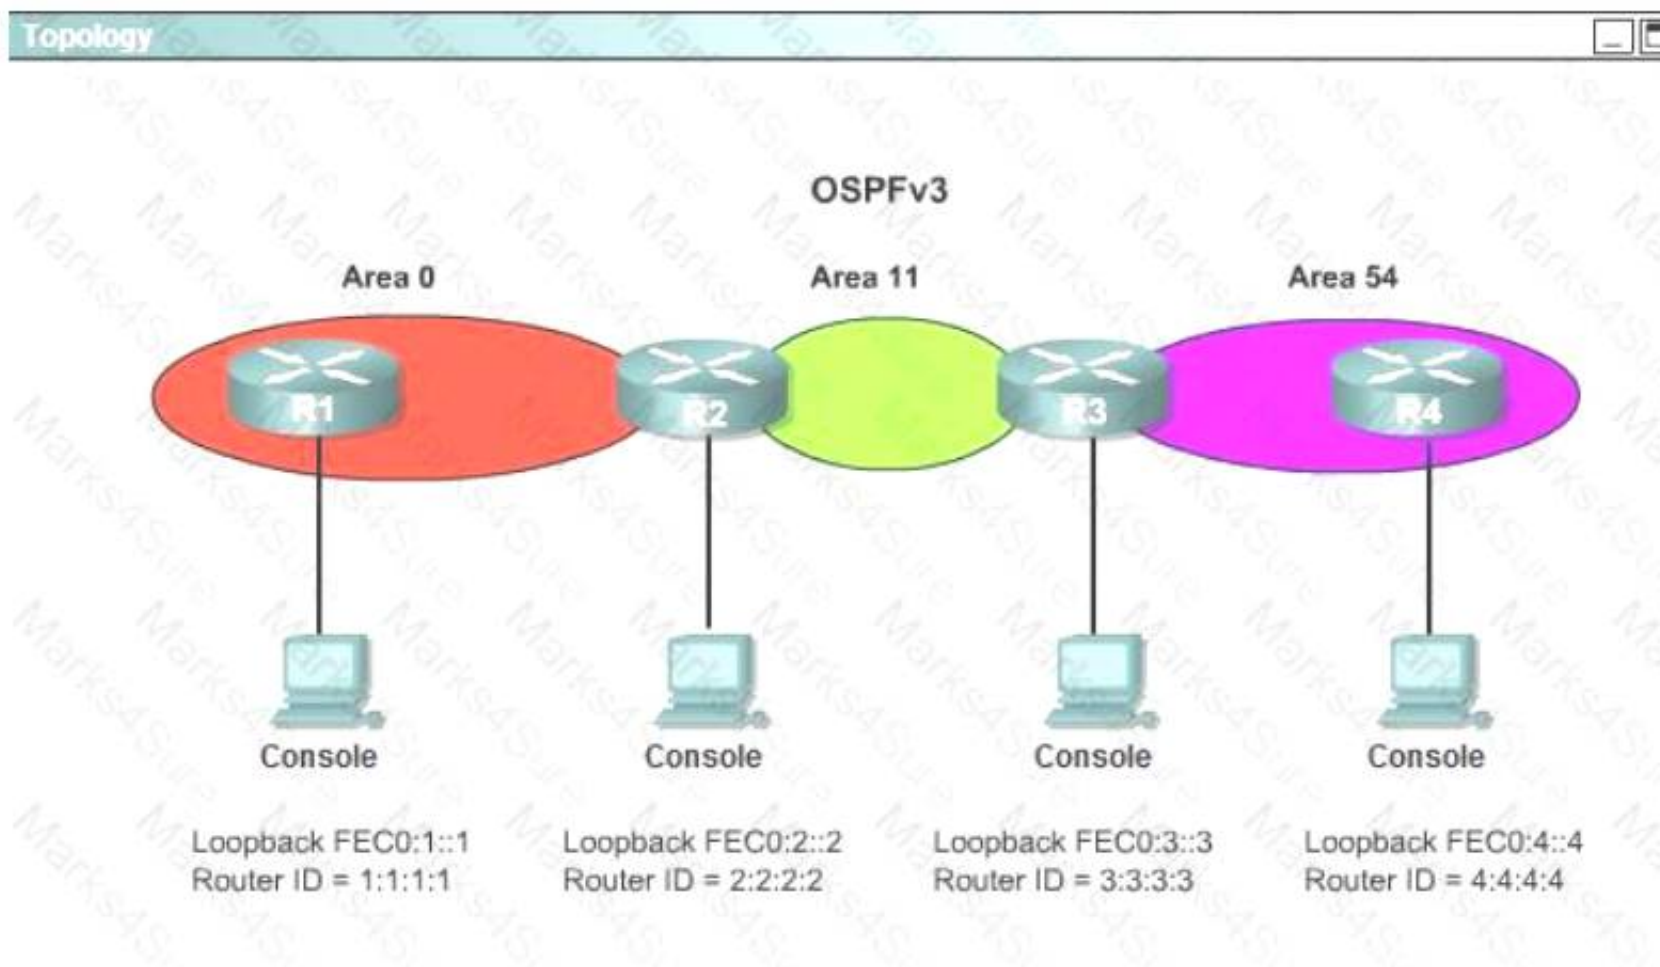 Topology
OSPFv3
Area 0
Area 11
Area 54
R1
R2
R3
R4
Console
Console
Console
Console
Loopback FEC0:1::1
Router ID = 1:1:1:1
Loopback FEC0:2::2
Router ID = 2:2:2:2
Loopback FEC0:3::3
Router ID = 3:3:3:3
Loopback FEC0:4::4
Router ID = 4:4:4:4
Marks4Sure